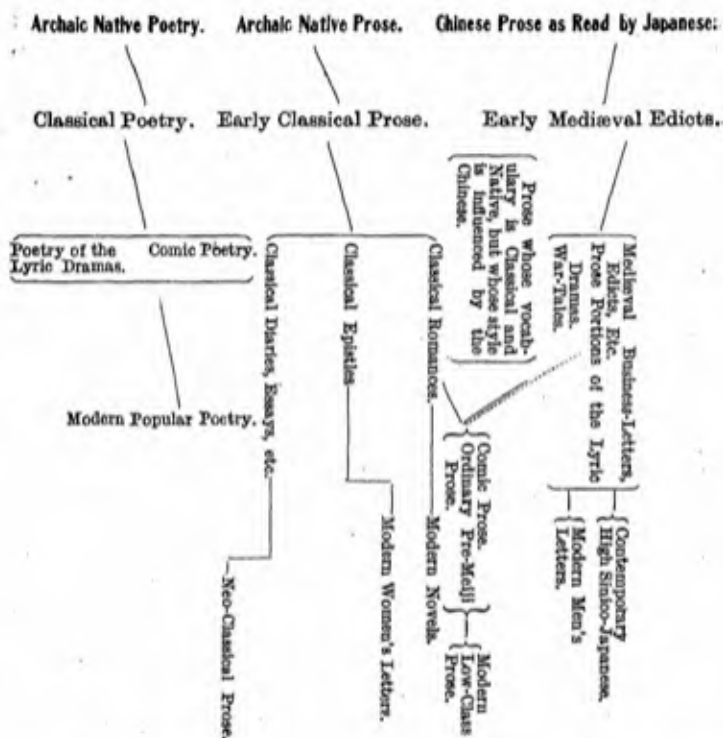 Archaic Native Poetry.
Archaic Native Prose.
Chinese Prose as Read by Japanese:
Classical Poetry.
Early Classical Prose.
Early Mediæval Edicts.
Prose whose vocab-
ulary is Classical and
Native, but whose style
is influenced by the
Chinese.
Poetry of the
Lyric Dramas.
Comic Poetry.
Classical Diaries, Essays, etc.
Classical Epistles
Classical Romances.
Mediæval Business-Letters,
Edicts, Etc.
Prose Portions of the Lyric
Dramas.
War-Tales.
Modern Popular Poetry.
Neo-Classical Prose.
Modern Women's Letters.
Modern Novels.
Comic Prose.
Ordinary Pre-Meiji
Prose.
Modern
Low-Class
Prose.
Contemporary
High Sinico-Japanese.
Modern Men's
Letters.